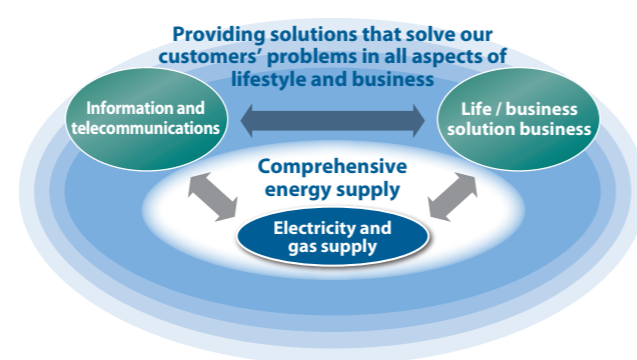 Providing solutions that solve our
customers’ problems in all aspects of
lifestyle and business
Information and
telecommunications
Life / business
solution business
Comprehensive
energy supply
Electricity and
gas supply